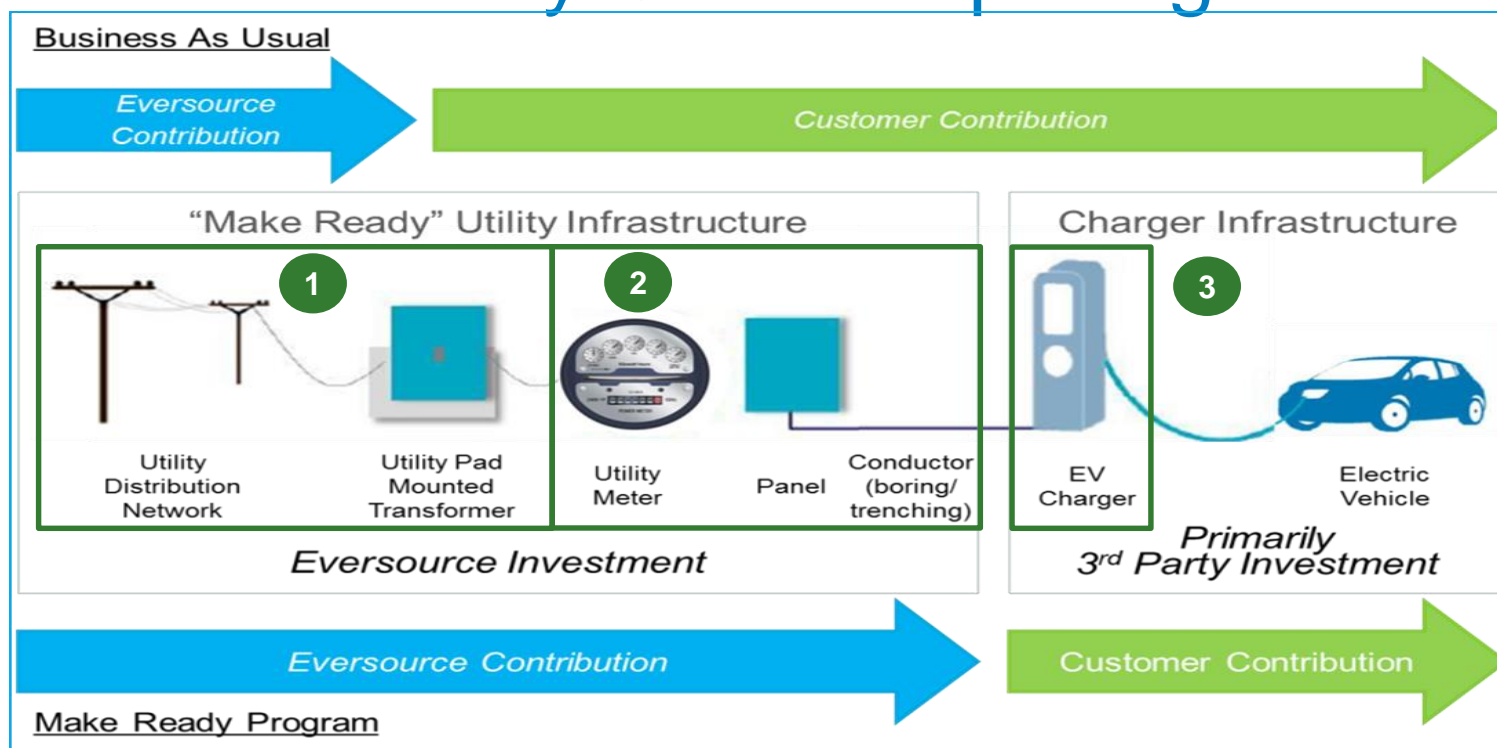 Business As Usual
Eversource
Contribution
Customer Contribution
“Make Ready” Utility Infrastructure
Charger Infrastructure
1
2
3
Utility
Distribution
Network
Utility Pad
Mounted
Transformer
Utility
Meter
Panel
Conductor
(boring/
trenching)
EV
Charger
Electric
Vehicle
Eversource Investment
Primarily
3rd Party Investment
Eversource Contribution
Customer Contribution
Make Ready Program